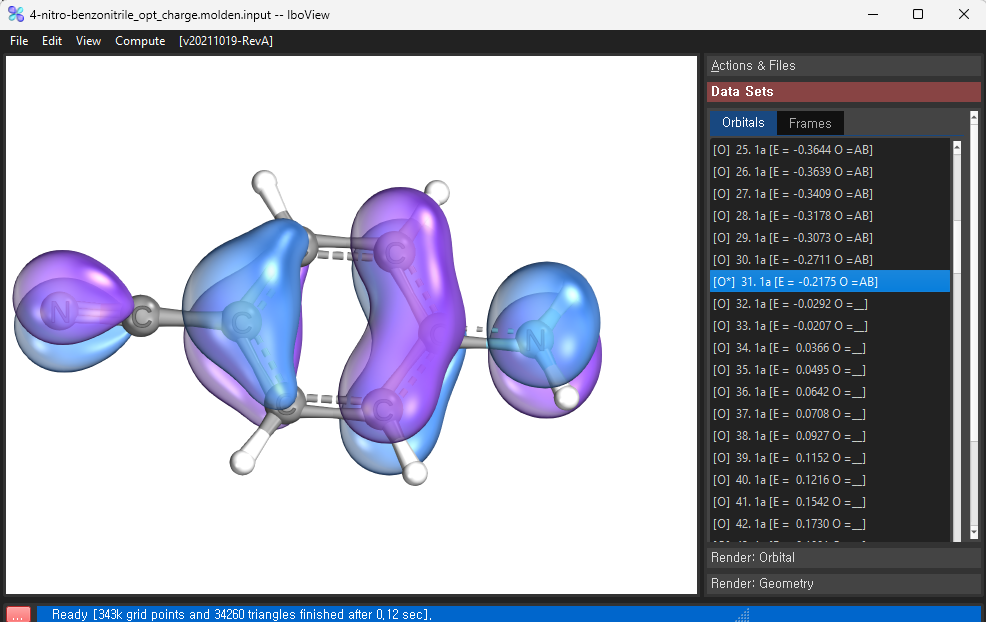 4-nitro-benzonitrile_opt_charge.molden.input -- IboView
File Edit View Compute [v20211019-RevA]
Actions & Files
Data Sets
Orbitals Frames
[O] 25. 1a [E = -0.3644 O =AB]
[O] 26. 1a [E = -0.3639 O =AB]
[O] 27. 1a [E = -0.3409 O =AB]
[O] 28. 1a [E = -0.3178 O =AB]
[O] 29. 1a [E = -0.3073 O =AB]
[O] 30. 1a [E = -0.2711 O =AB]
[O*] 31. 1a [E = -0.2175 O =AB]
[O] 32. 1a [E = -0.0292 O =__]
[O] 33. 1a [E = -0.0207 O =__]
[O] 34. 1a [E = 0.0366 O =__]
[O] 35. 1a [E = 0.0495 O =__]
[O] 36. 1a [E = 0.0642 O =__]
[O] 37. 1a [E = 0.0708 O =__]
[O] 38. 1a [E = 0.0927 O =__]
[O] 39. 1a [E = 0.1152 O =__]
[O] 40. 1a [E = 0.1216 O =__]
[O] 41. 1a [E = 0.1542 O =__]
[O] 42. 1a [E = 0.1730 O =__]
Render: Orbital
Render: Geometry
C
N
C
C
C
N
C
C
... Ready [343k grid points and 34260 triangles finished after 0.12 sec],